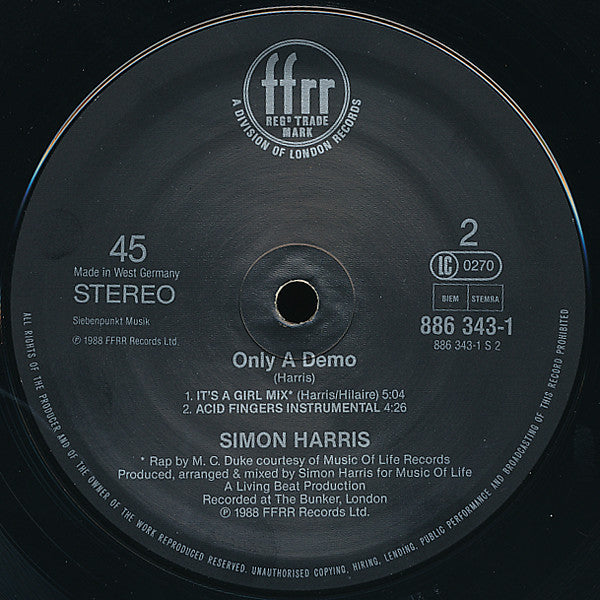 ffrr
REGD TRADE
MARK
A DIVISION OF LONDON RECORDS
45
Made in West Germany
STEREO
Siebenpunkt Musik
℗ 1988 FFRR Records Ltd.
2
LC 0270
BIEM STEMRA
886 343-1
886 343-1 S 2
Only A Demo
(Harris)
1. IT'S A GIRL MIX* (Harris/Hilaire) 5:04
2. ACID FINGERS INSTRUMENTAL 4:26
SIMON HARRIS
* Rap by M. C. Duke courtesy of Music Of Life Records
Produced, arranged & mixed by Simon Harris for Music Of Life
A Living Beat Production
Recorded at The Bunker, London
℗ 1988 FFRR Records Ltd.
ALL RIGHTS OF THE PRODUCER AND OF THE OWNER OF THE WORK REPRODUCED RESERVED. UNAUTHORISED COPYING, HIRING, LENDING, PUBLIC PERFORMANCE AND BROADCASTING OF THIS RECORD PROHIBITED